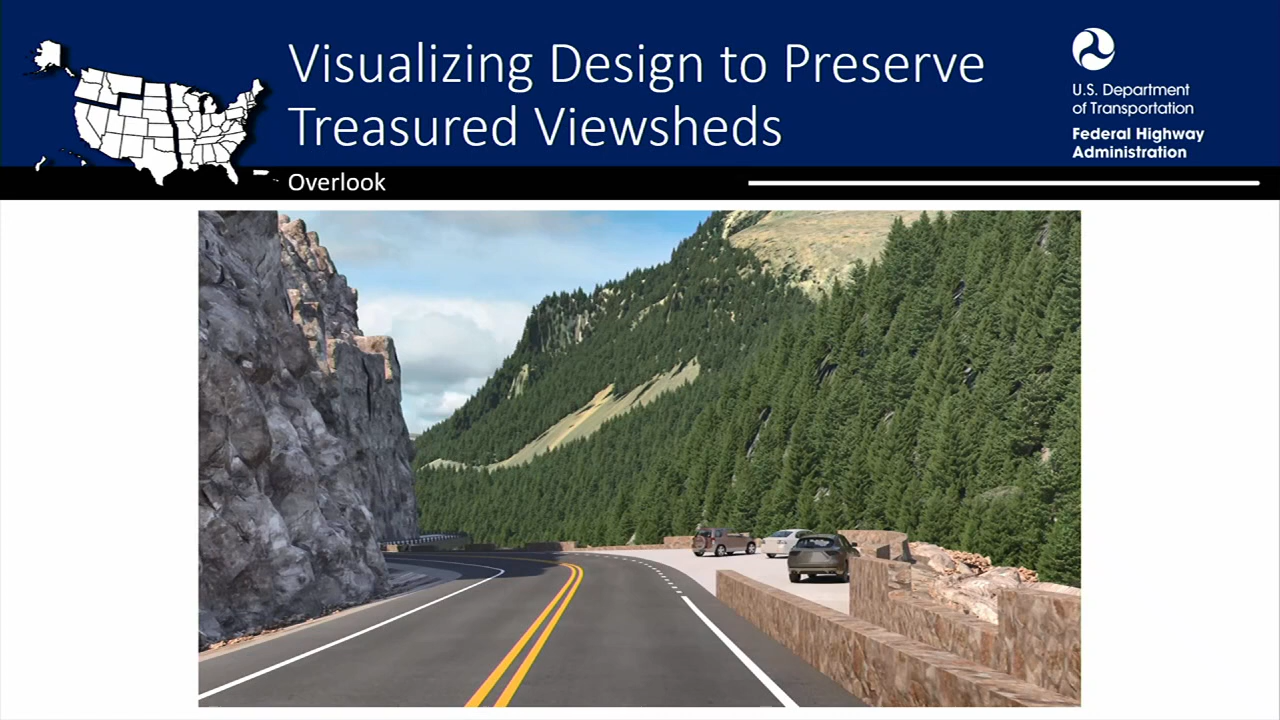 Visualizing Design to Preserve
Treasured Viewsheds
U.S. Department
of Transportation
Federal Highway
Administration
Overlook